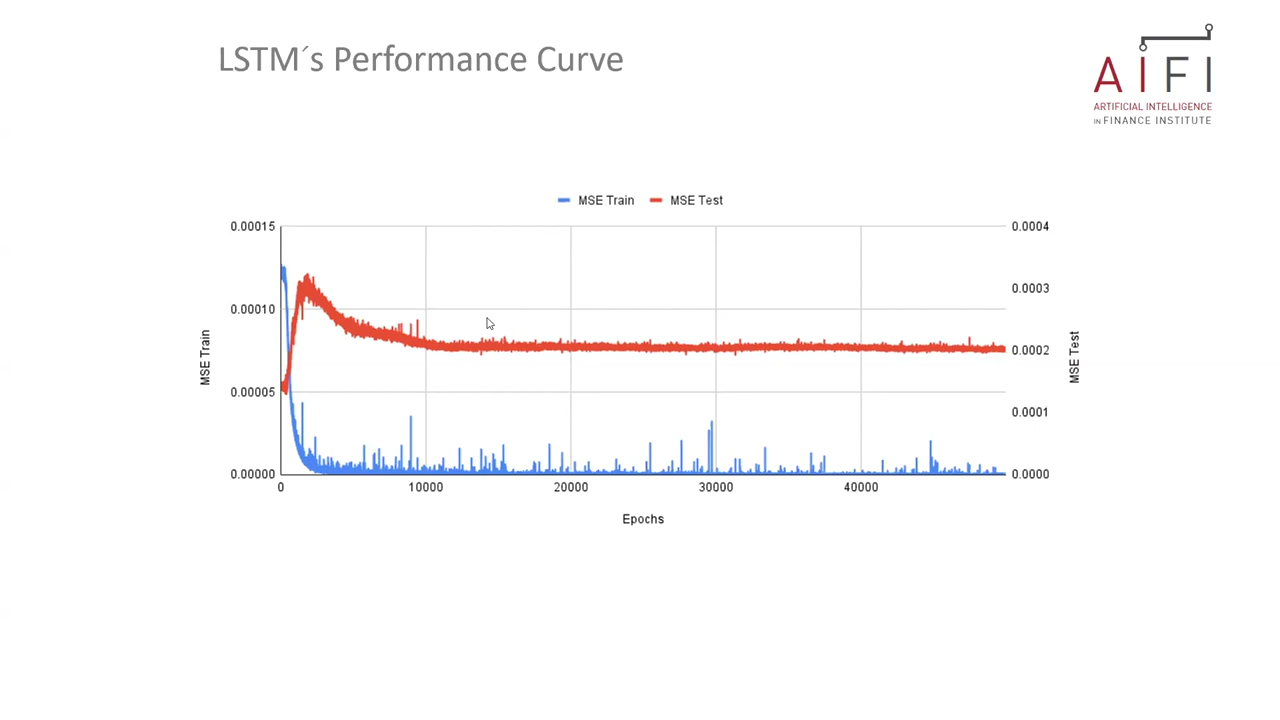 LSTM´s Performance Curve
AIFI
ARTIFICIAL INTELLIGENCE
IN FINANCE INSTITUTE
MSE Train
MSE Test
0.00015
0.00010
0.00005
0.00000
MSE Train
0.0004
0.0003
0.0002
0.0001
0.0000
MSE Test
0
10000
20000
30000
40000
Epochs